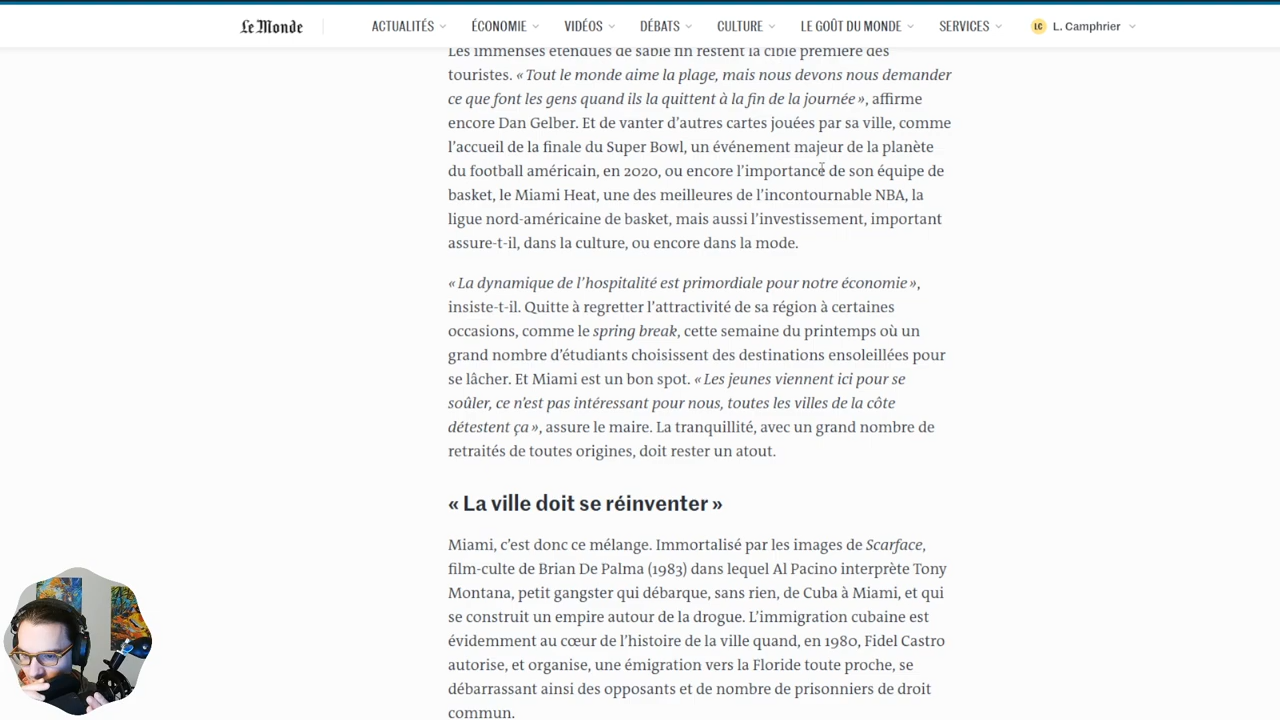 Le Monde
ACTUALITÉS
ÉCONOMIE
VIDÉOS
DÉBATS
CULTURE
LE GOÛT DU MONDE
SERVICES
LC
L. Camphrier
Les immenses étendues de sable fin restent la cible première des
touristes. « Tout le monde aime la plage, mais nous devons nous demander
ce que font les gens quand ils la quittent à la fin de la journée », affirme
encore Dan Gelber. Et de vanter d’autres cartes jouées par sa ville, comme
l’accueil de la finale du Super Bowl, un événement majeur de la planète
du football américain, en 2020, ou encore l’importance de son équipe de
basket, le Miami Heat, une des meilleures de l’incontournable NBA, la
ligue nord-américaine de basket, mais aussi l’investissement, important
assure-t-il, dans la culture, ou encore dans la mode.
« La dynamique de l’hospitalité est primordiale pour notre économie »,
insiste-t-il. Quitte à regretter l’attractivité de sa région à certaines
occasions, comme le spring break, cette semaine du printemps où un
grand nombre d’étudiants choisissent des destinations ensoleillées pour
se lâcher. Et Miami est un bon spot. « Les jeunes viennent ici pour se
soûler, ce n’est pas intéressant pour nous, toutes les villes de la côte
détestent ça », assure le maire. La tranquillité, avec un grand nombre de
retraités de toutes origines, doit rester un atout.
« La ville doit se réinventer »
Miami, c’est donc ce mélange. Immortalisé par les images de Scarface,
film-culte de Brian De Palma (1983) dans lequel Al Pacino interprète Tony
Montana, petit gangster qui débarque, sans rien, de Cuba à Miami, et qui
se construit un empire autour de la drogue. L’immigration cubaine est
évidemment au cœur de l’histoire de la ville quand, en 1980, Fidel Castro
autorise, et organise, une émigration vers la Floride toute proche, se
débarrassant ainsi des opposants et de nombre de prisonniers de droit
commun.